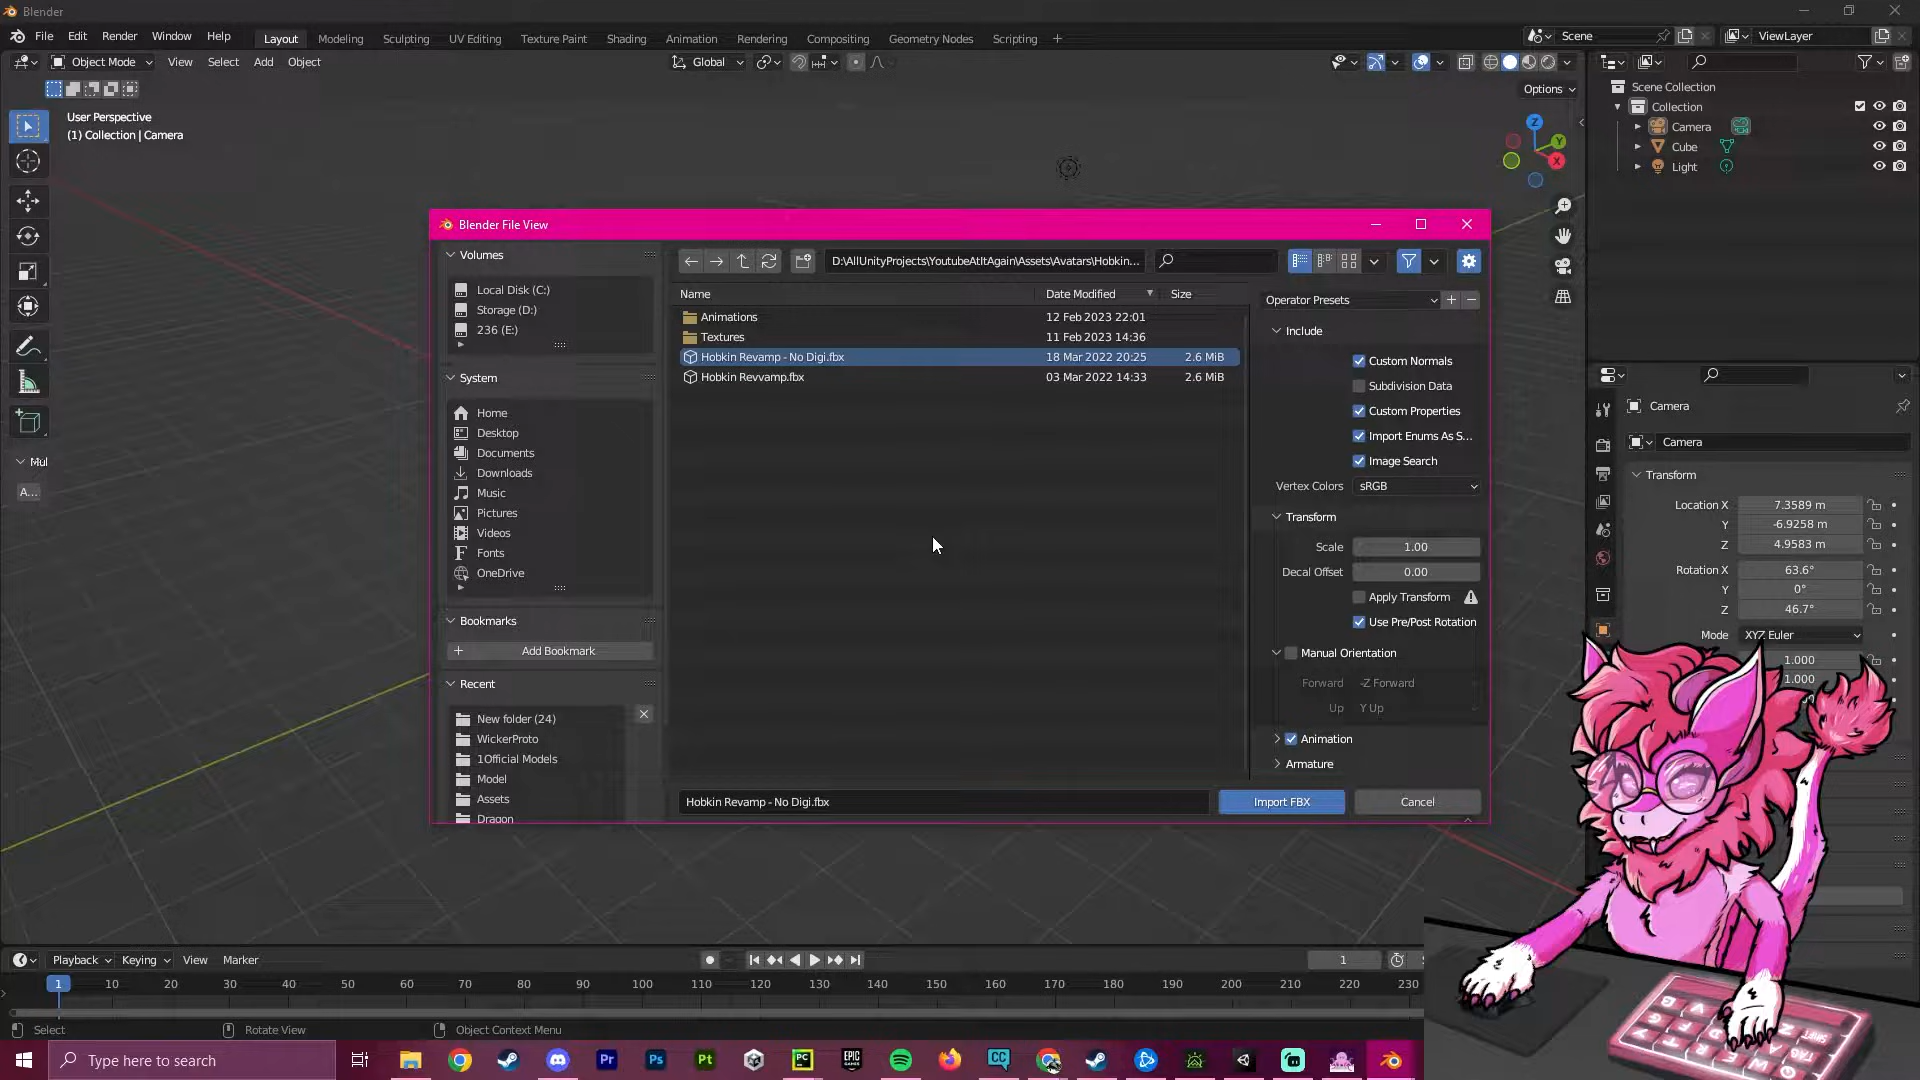 Blender
File Edit Render Window Help Layout Modeling Sculpting UV Editing Texture Paint Shading Animation Rendering Compositing Geometry Nodes Scripting + Scene ViewLayer
Object Mode View Select Add Object Global
Options
User Perspective
(1) Collection | Camera
Z
Y
X
Scene Collection
Collection
Camera
Cube
Light
Mul
A...
Blender File View
Volumes
Local Disk (C:)
Storage (D:)
236 (E:)
System
Home
Desktop
Documents
Downloads
Music
Pictures
Videos
Fonts
OneDrive
Bookmarks
+ Add Bookmark
Recent
New folder (24)
WickerProto
1Official Models
Model
Assets
Dragon
D:\AllUnityProjects\YoutubeAtItAgain\Assets\Avatars\Hobkin...
Name Date Modified Size
Animations 12 Feb 2023 22:01
Textures 11 Feb 2023 14:36
Hobkin Revamp - No Digi.fbx 18 Mar 2022 20:25 2.6 MiB
Hobkin Revvamp.fbx 03 Mar 2022 14:33 2.6 MiB
Operator Presets
Include
Custom Normals
Subdivision Data
Custom Properties
Import Enums As S...
Image Search
Vertex Colors sRGB
Transform
Scale 1.00
Decal Offset 0.00
Apply Transform
Use Pre/Post Rotation
Manual Orientation
Forward -Z Forward
Up Y Up
Animation
Armature
Hobkin Revamp - No Digi.fbx
Import FBX
Cancel
Camera
Camera
Transform
Location X 7.3589 m
Y -6.9258 m
Z 4.9583 m
Rotation X 63.6°
Y 0°
Z 46.7°
Mode XYZ Euler
1.000
1.000
Playback Keying View Marker 1
1 10 20 30 40 50 60 70 80 90 100 110 120 130 140 150 160 170 180 190 200 210 220 230
Select Rotate View Object Context Menu
Type here to search
Pr Ps Pt PC EPIC GAMES CC